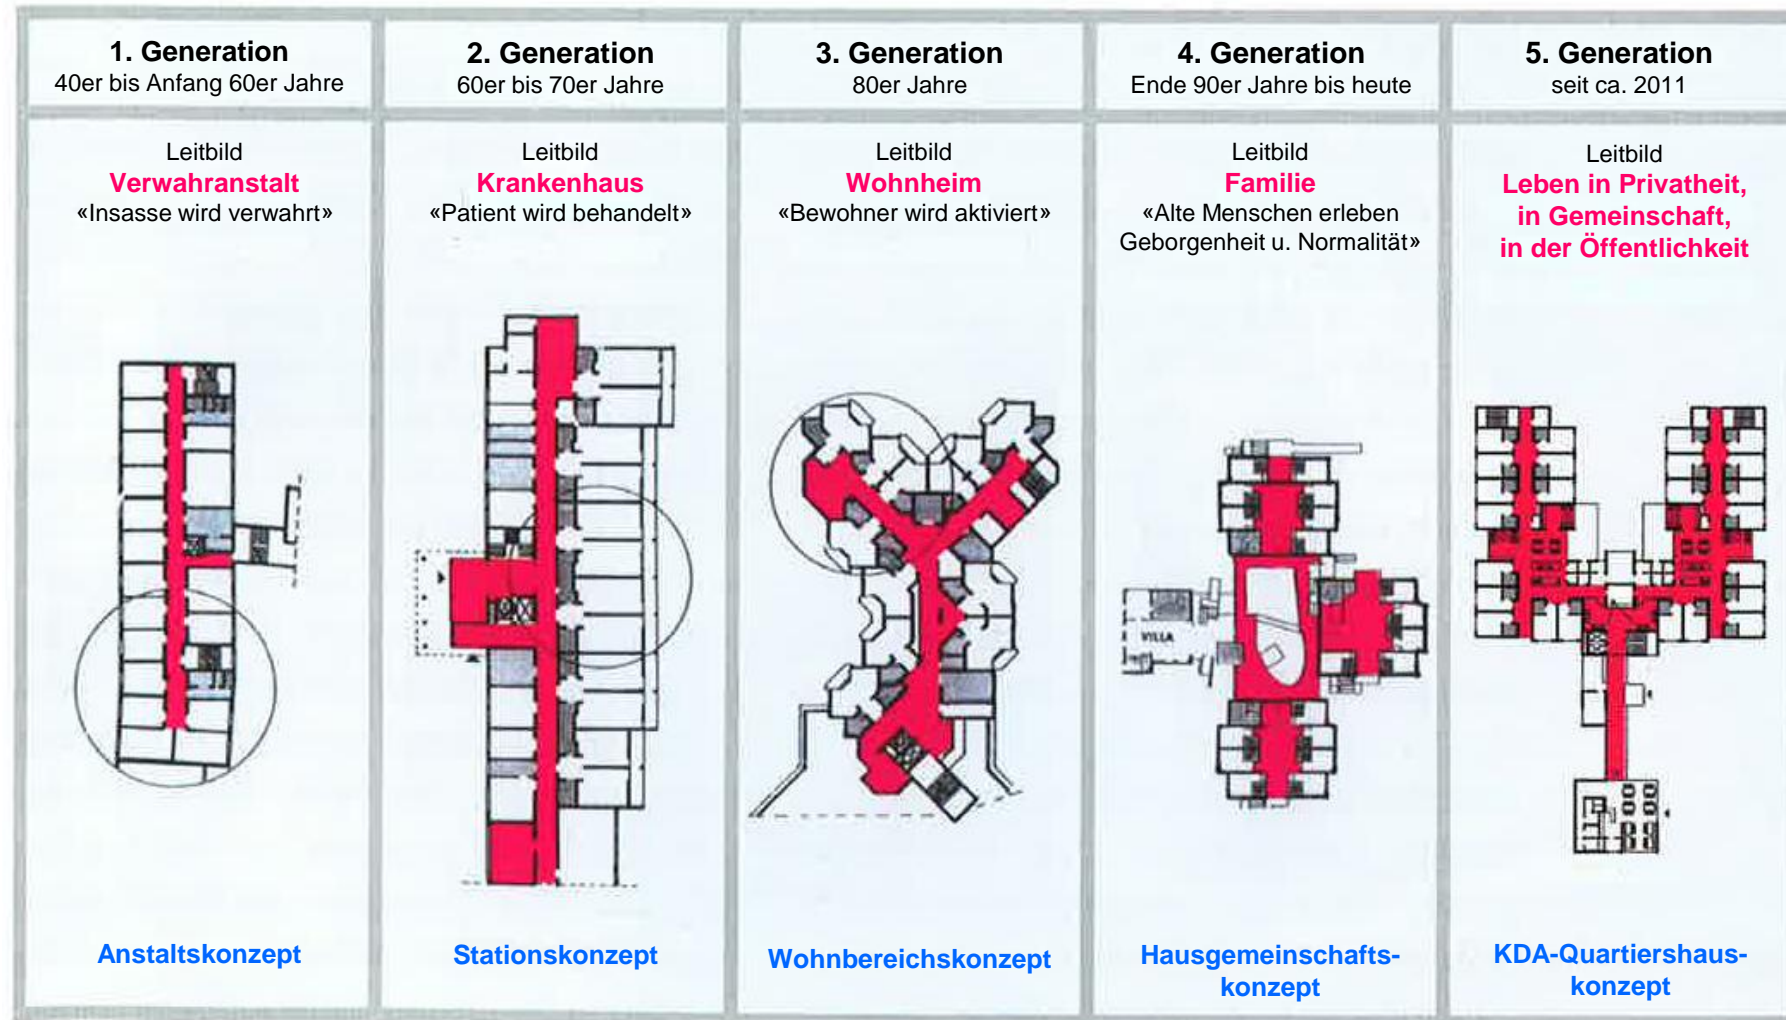 1. Generation
40er bis Anfang 60er Jahre
2. Generation
60er bis 70er Jahre
3. Generation
80er Jahre
4. Generation
Ende 90er Jahre bis heute
5. Generation
seit ca. 2011
Leitbild
Verwahranstalt
«Insasse wird verwahrt»
Leitbild
Krankenhaus
«Patient wird behandelt»
Leitbild
Wohnheim
«Bewohner wird aktiviert»
Leitbild
Familie
«Alte Menschen erleben
Geborgenheit u. Normalität»
Leitbild
Leben in Privatheit,
in Gemeinschaft,
in der Öffentlichkeit
VILLA
Anstaltskonzept
Stationskonzept
Wohnbereichskonzept
Hausgemeinschafts-
konzept
KDA-Quartiershaus-
konzept